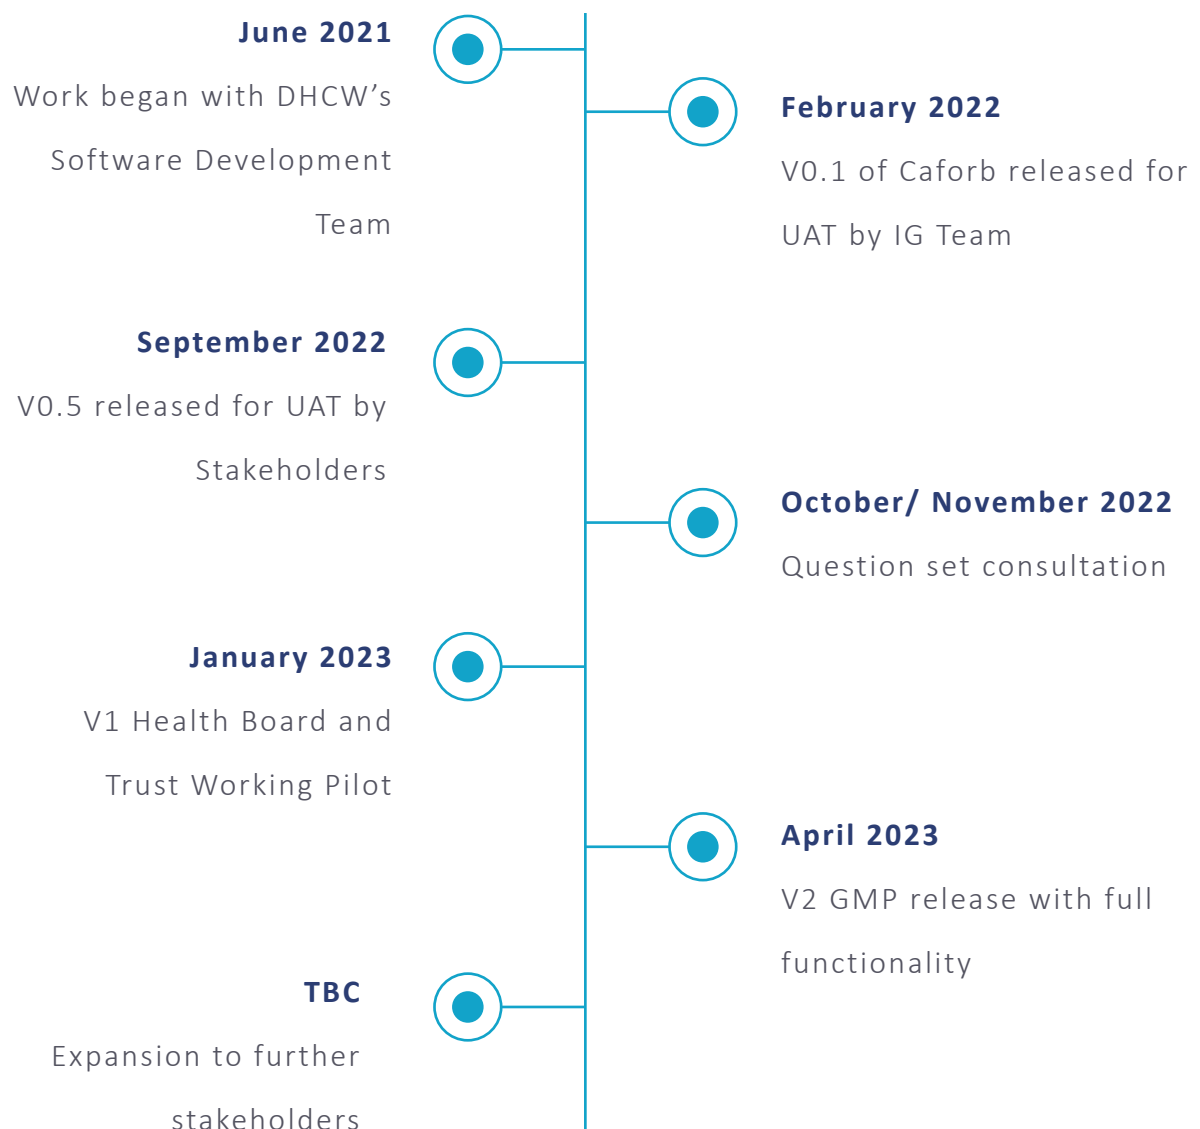 June 2021
Work began with DHCW’s
Software Development
Team
February 2022
V0.1 of Caforb released for
UAT by IG Team
September 2022
V0.5 released for UAT by
Stakeholders
October/ November 2022
Question set consultation
January 2023
V1 Health Board and
Trust Working Pilot
April 2023
V2 GMP release with full
functionality
TBC
Expansion to further
stakeholders